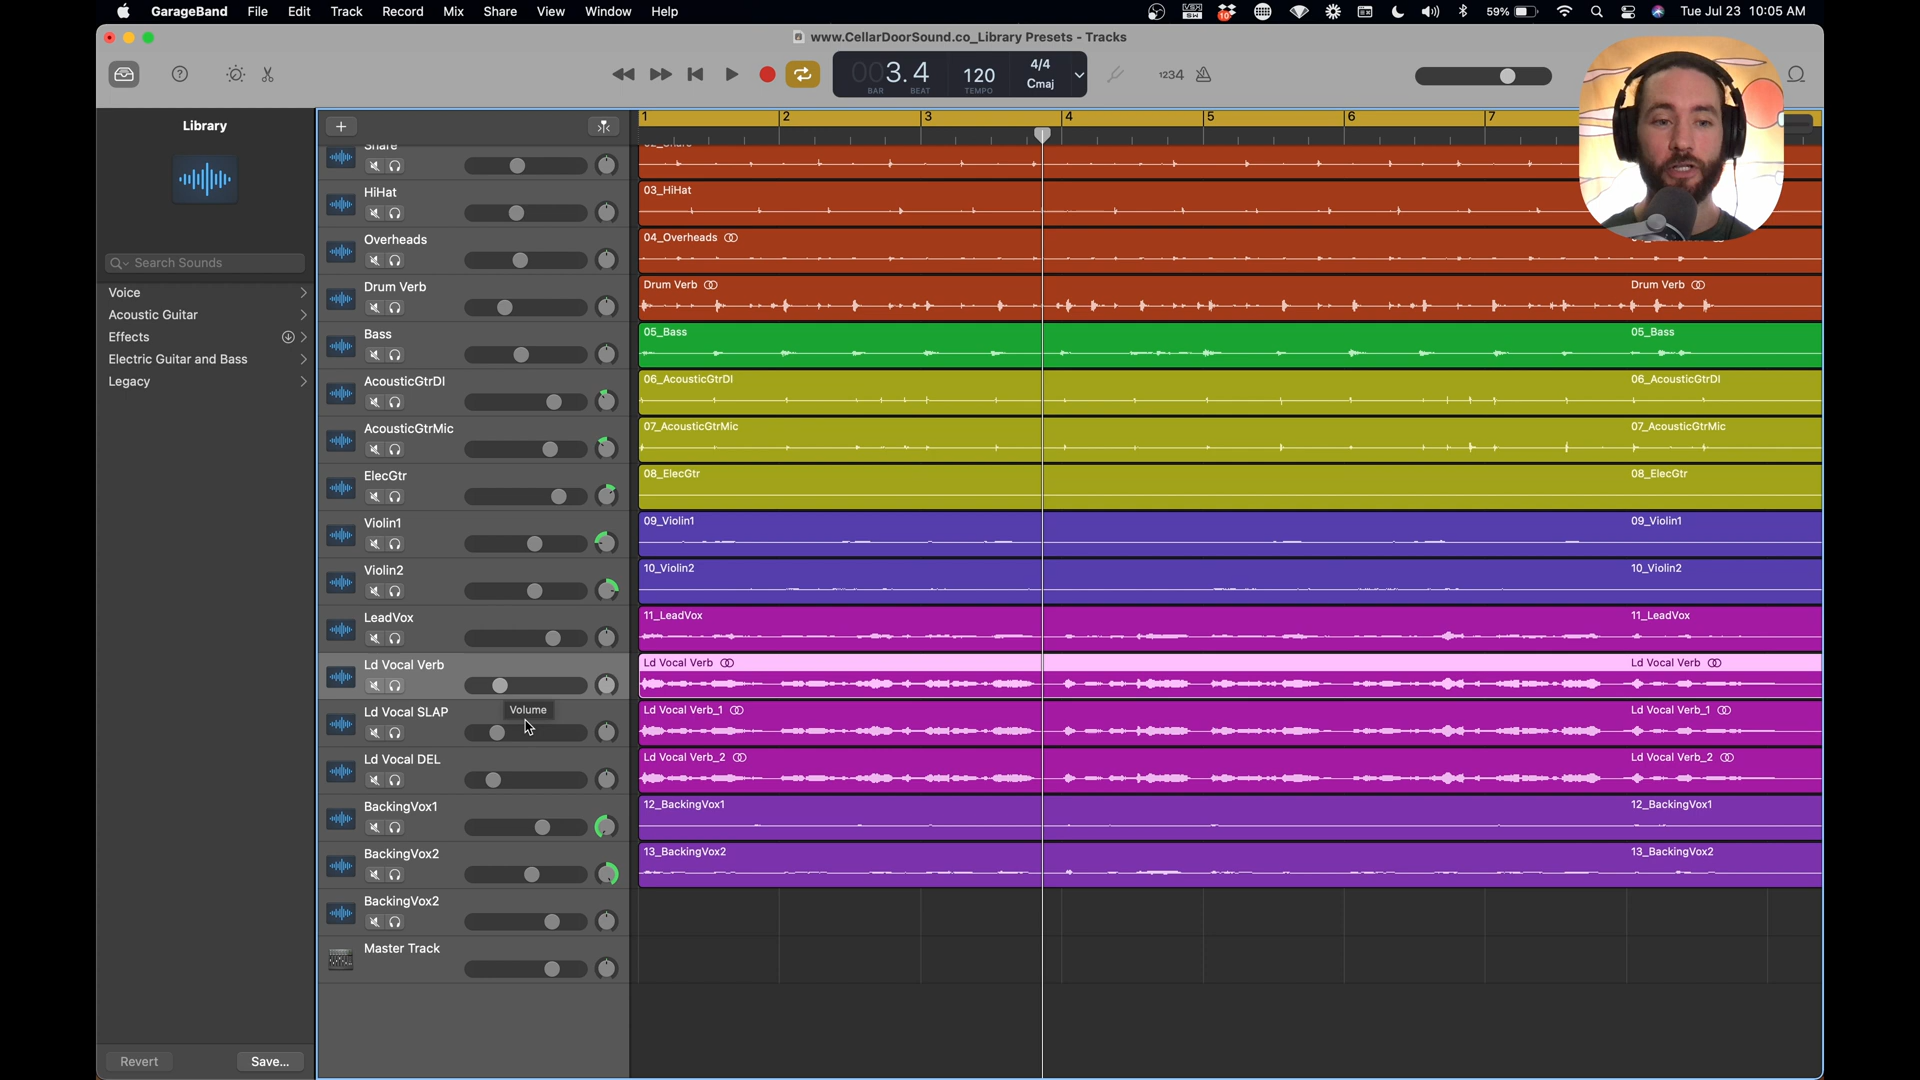 GarageBand File Edit Track Record Mix Share View Window Help
10
59%
Tue Jul 23 10:05 AM
www.CellarDoorSound.co_Library Presets - Tracks
003.4
BAR BEAT
120
TEMPO
4/4
Cmaj
1234
Library
Search Sounds
Voice
Acoustic Guitar
Effects
Electric Guitar and Bass
Legacy
Revert
Save...
1 2 3 4 5 6 7
Snare
HiHat
03_HiHat
Overheads
04_Overheads
Drum Verb
Drum Verb
Drum Verb
Bass
05_Bass
05_Bass
AcousticGtrDI
06_AcousticGtrDI
06_AcousticGtrDI
AcousticGtrMic
07_AcousticGtrMic
07_AcousticGtrMic
ElecGtr
08_ElecGtr
08_ElecGtr
Violin1
09_Violin1
09_Violin1
Violin2
10_Violin2
10_Violin2
LeadVox
11_LeadVox
11_LeadVox
Ld Vocal Verb
Ld Vocal Verb
Ld Vocal Verb
Volume
Ld Vocal SLAP
Ld Vocal Verb_1
Ld Vocal Verb_1
Ld Vocal DEL
Ld Vocal Verb_2
Ld Vocal Verb_2
BackingVox1
12_BackingVox1
12_BackingVox1
BackingVox2
13_BackingVox2
13_BackingVox2
BackingVox2
Master Track